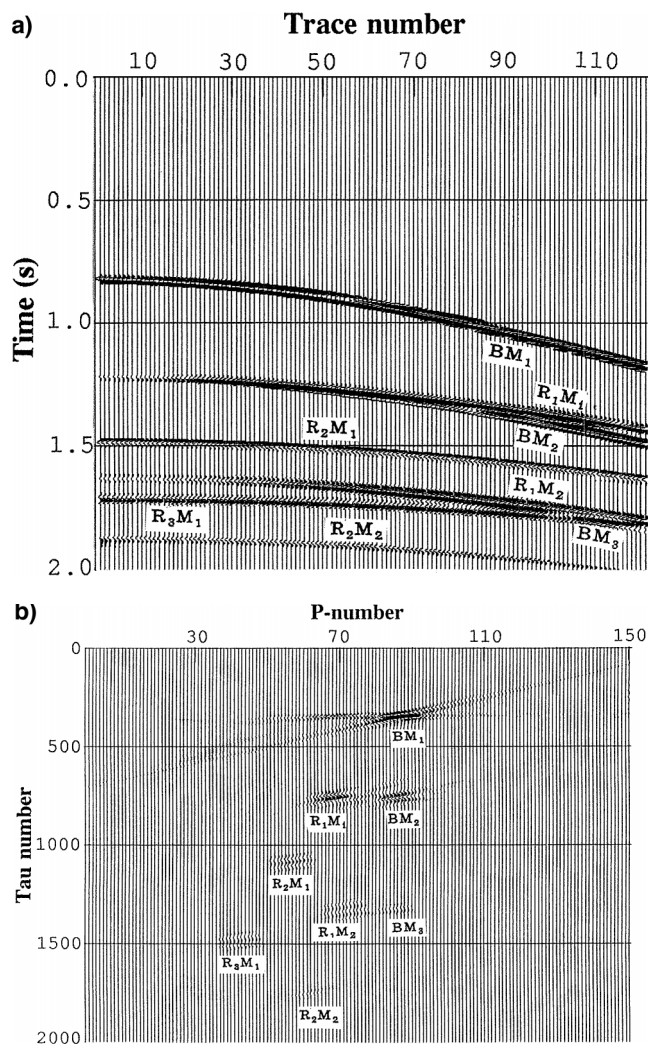 a)
Trace number
10 30 50 70 90 110
0.0
0.5
Time (s)
1.0
BM₁
R₁M₁
R₂M₁
BM₂
1.5
R₁M₂
R₃M₁
R₂M₂
BM₃
2.0
b)
P-number
30 70 110 150
0
500
BM₁
Tau number
R₁M₁
BM₂
1000
R₂M₁
R₁M₂
BM₃
1500
R₃M₁
R₂M₂
2000